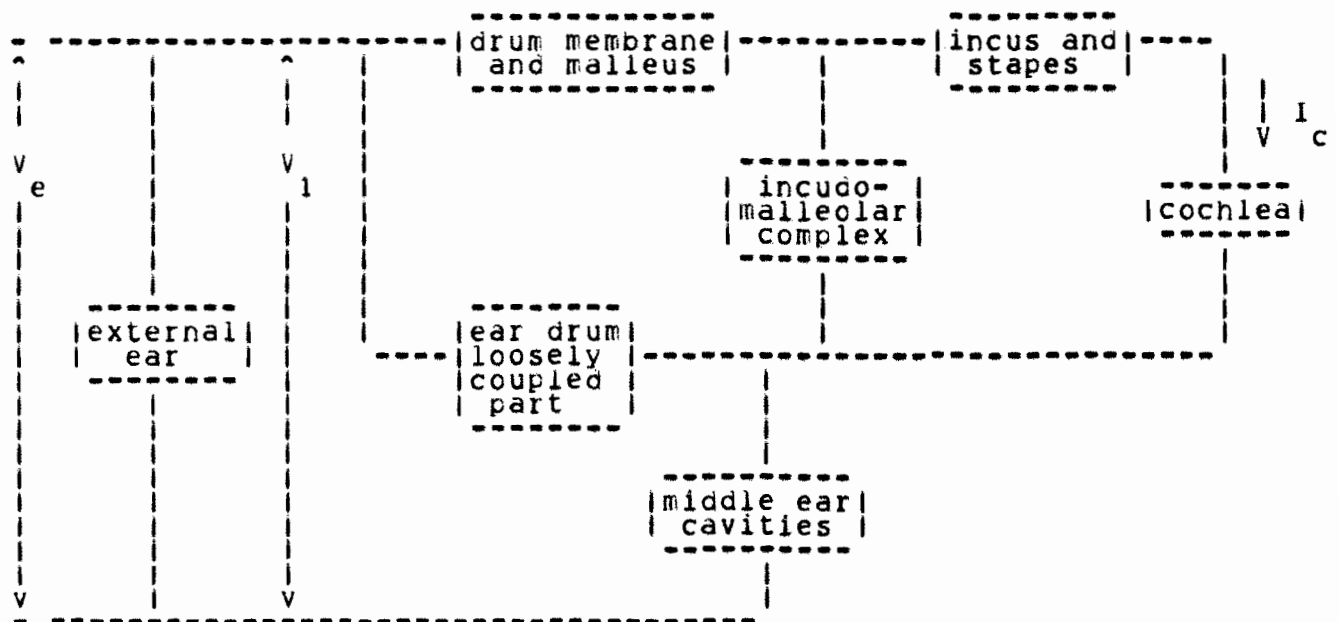 drum membrane
and malleus
incus and
stapes
I
c
V
e
V
1
incudo-
malleolar
complex
cochlea
external
ear
ear drum
loosely
coupled
part
middle ear
cavities